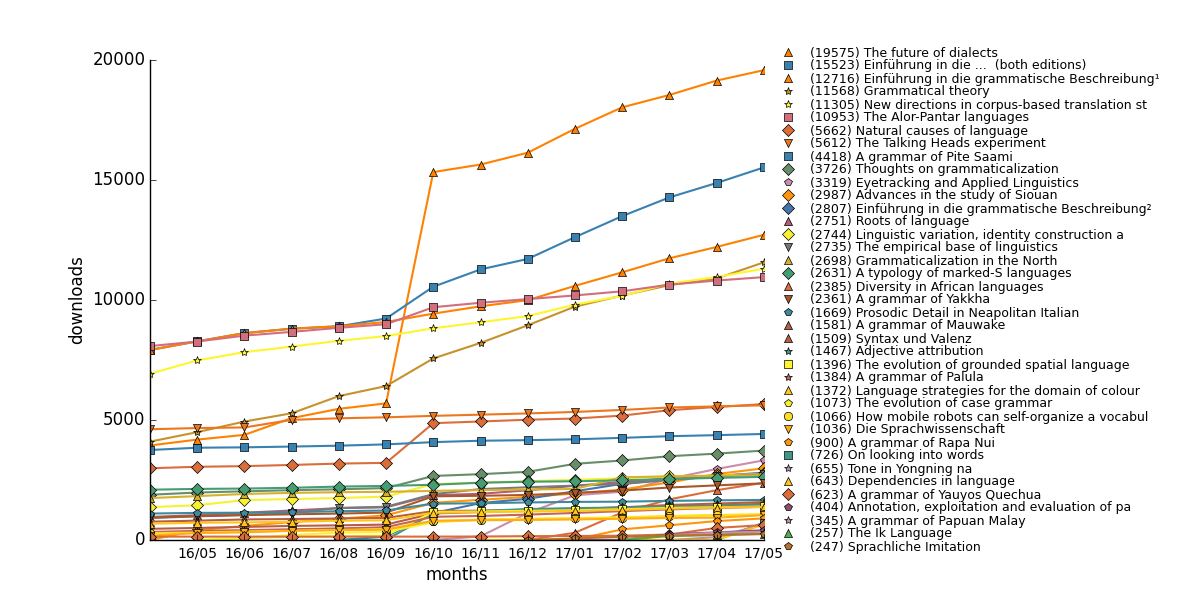 20000
15000
10000
5000
0
downloads
16/05 16/06 16/07 16/08 16/09 16/10 16/11 16/12 17/01 17/02 17/03 17/04 17/05
months
(19575) The future of dialects
(15523) Einführung in die ... (both editions)
(12716) Einführung in die grammatische Beschreibung¹
(11568) Grammatical theory
(11305) New directions in corpus-based translation st
(10953) The Alor-Pantar languages
(5662) Natural causes of language
(5612) The Talking Heads experiment
(4418) A grammar of Pite Saami
(3726) Thoughts on grammaticalization
(3319) Eyetracking and Applied Linguistics
(2987) Advances in the study of Siouan
(2807) Einführung in die grammatische Beschreibung²
(2751) Roots of language
(2744) Linguistic variation, identity construction a
(2735) The empirical base of linguistics
(2698) Grammaticalization in the North
(2631) A typology of marked-S languages
(2385) Diversity in African languages
(2361) A grammar of Yakkha
(1669) Prosodic Detail in Neapolitan Italian
(1581) A grammar of Mauwake
(1509) Syntax und Valenz
(1467) Adjective attribution
(1396) The evolution of grounded spatial language
(1384) A grammar of Palula
(1372) Language strategies for the domain of colour
(1073) The evolution of case grammar
(1066) How mobile robots can self-organize a vocabul
(1036) Die Sprachwissenschaft
(900) A grammar of Rapa Nui
(726) On looking into words
(655) Tone in Yongning na
(643) Dependencies in language
(623) A grammar of Yauyos Quechua
(404) Annotation, exploitation and evaluation of pa
(345) A grammar of Papuan Malay
(257) The Ik Language
(247) Sprachliche Imitation